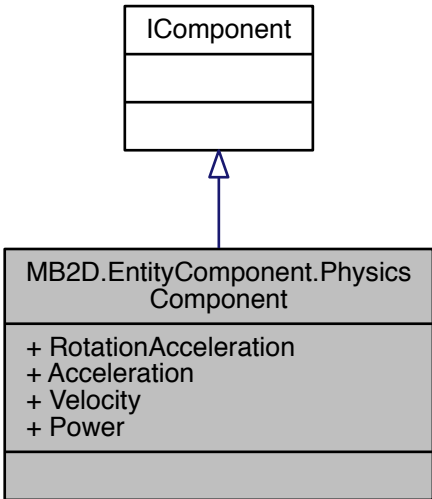 IComponent
MB2D.EntityComponent.Physics
Component
+ RotationAcceleration
+ Acceleration
+ Velocity
+ Power